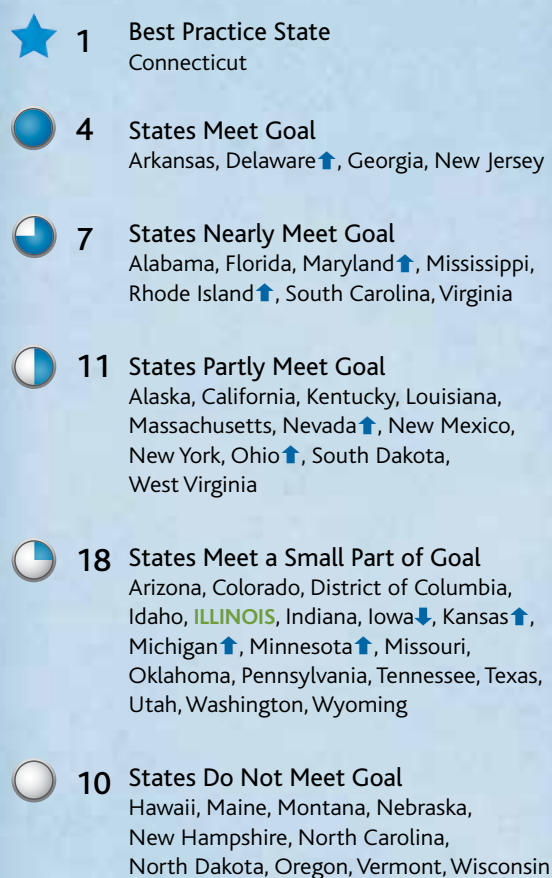 1 Best Practice State
Connecticut
4 States Meet Goal
Arkansas, Delaware⬆, Georgia, New Jersey
7 States Nearly Meet Goal
Alabama, Florida, Maryland⬆, Mississippi,
Rhode Island⬆, South Carolina, Virginia
11 States Partly Meet Goal
Alaska, California, Kentucky, Louisiana,
Massachusetts, Nevada⬆, New Mexico,
New York, Ohio⬆, South Dakota,
West Virginia
18 States Meet a Small Part of Goal
Arizona, Colorado, District of Columbia,
Idaho, ILLINOIS, Indiana, Iowa⬇, Kansas⬆,
Michigan⬆, Minnesota⬆, Missouri,
Oklahoma, Pennsylvania, Tennessee, Texas,
Utah, Washington, Wyoming
10 States Do Not Meet Goal
Hawaii, Maine, Montana, Nebraska,
New Hampshire, North Carolina,
North Dakota, Oregon, Vermont, Wisconsin